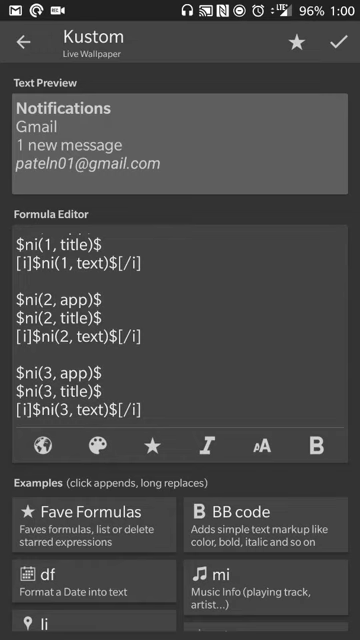 96% 1:00
Kustom
Live Wallpaper
Text Preview
Notifications
Gmail
1 new message
pateln01@gmail.com
Formula Editor
$ni(1, title)$
[i]$ni(1, text)$[/i]
$ni(2, app)$
$ni(2, title)$
[i]$ni(2, text)$[/i]
$ni(3, app)$
$ni(3, title)$
[i]$ni(3, text)$[/i]
Examples (click appends, long replaces)
Fave Formulas
Faves formulas, list or delete
starred expressions
BB code
Adds simple text markup like
color, bold, italic and so on
df
Format a Date into text
mi
Music Info (playing track,
artist...)
li